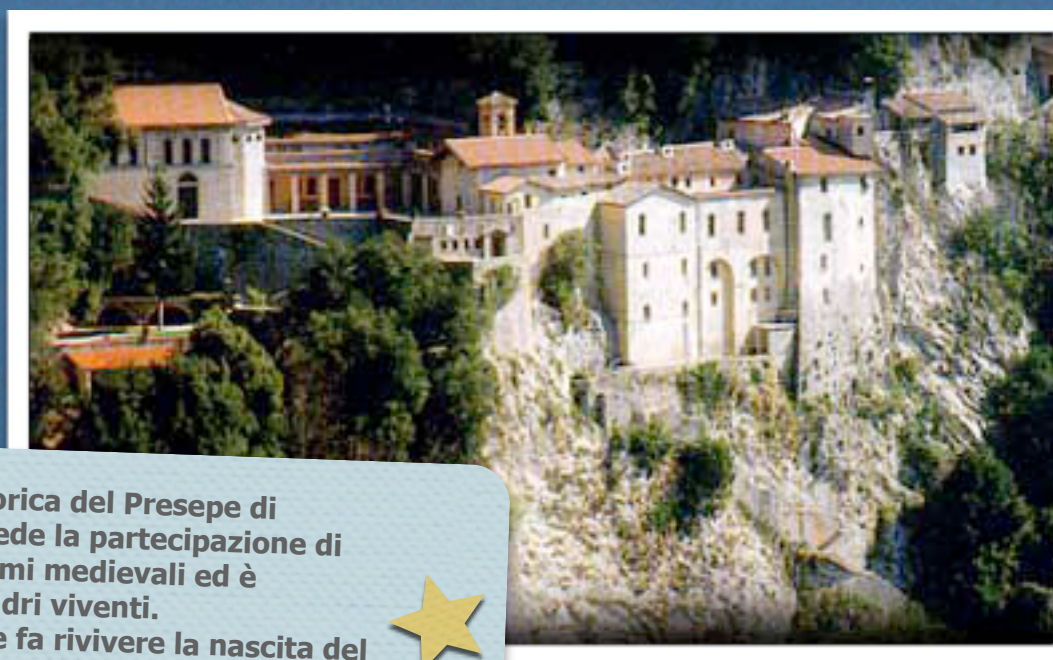 orica del Presepe di
ede la partecipazione di
mi medievali ed è
dri viventi.
e fa rivivere la nascita del